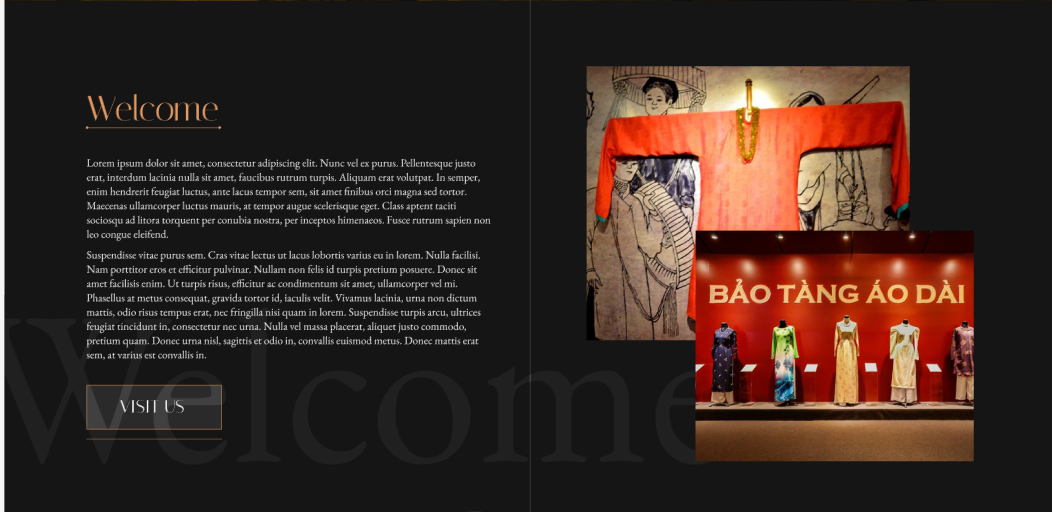 Welcome
Lorem ipsum dolor sit amet, consectetur adipiscing elit. Nunc vel ex purus. Pellentesque justo
erat, interdum lacinia nulla sit amet, faucibus rutrum turpis. Aliquam erat volutpat. In semper,
enim hendrerit feugiat luctus, ante lacus tempor sem, sit amet finibus orci magna sed tortor.
Maecenas ullamcorper luctus mauris, at tempor augue scelerisque eget. Class aptent taciti
sociosqu ad litora torquent per conubia nostra, per inceptos himenaeos. Fusce rutrum sapien non
leo congue eleifend.
Suspendisse vitae purus sem. Cras vitae lectus ut lacus lobortis varius eu in lorem. Nulla facilisi.
Nam porttitor eros et efficitur pulvinar. Nullam non felis id turpis pretium posuere. Donec sit
amet facilisis enim. Ut turpis risus, efficitur ac condimentum sit amet, ullamcorper vel mi.
Phasellus at metus consequat, gravida tortor id, iaculis velit. Vivamus lacinia, urna non dictum
mattis, odio risus tempus erat, nec fringilla nisi quam in lorem. Suspendisse turpis arcu, ultrices
feugiat tincidunt in, consectetur nec urna. Nulla vel massa placerat, aliquet justo commodo,
pretium quam. Donec urna nisl, sagittis et odio in, convallis euismod metus. Donec mattis erat
sem, at varius est convallis in.
VISIT US
Welcome
BẢO TÀNG ÁO DÀI